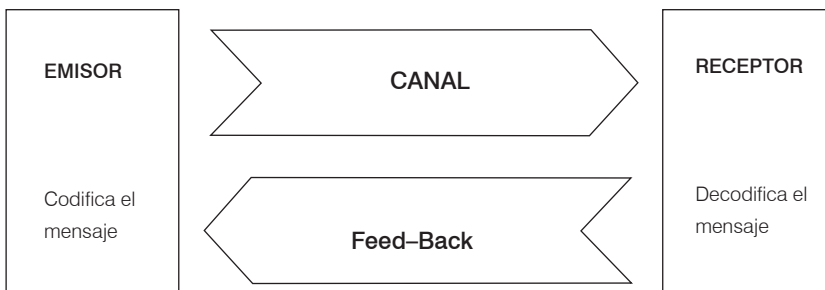 EMISOR
Codifica el
mensaje
CANAL
Feed–Back
RECEPTOR
Decodifica el
mensaje